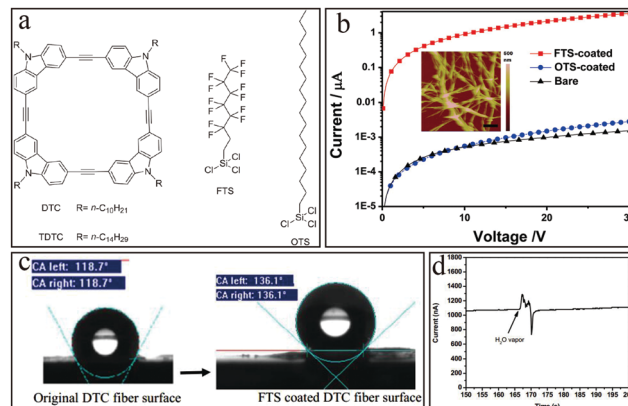 a
R
N
R
N
N
R
N
R
DTC R= n-C10H21
TDTC R= n-C14H29
F
F
F
F
F
F
F
F
F
F
F
F
F
Si
Cl
Cl
Cl
FTS
Si
Cl
Cl
Cl
OTS
b
Current / μA
1
0.1
0.01
1E-3
1E-4
0
10
20
30
Voltage /V
FTS-coated
OTS-coated
Bare
500
nm
c
CA left: 118.7°
CA right: 118.7°
CA left: 136.1°
CA right: 136.1°
Original DTC fiber surface
FTS coated DTC fiber surface
d
Current (nA)
1800
1600
1400
1200
1000
800
600
400
200
0
H2O vapor
150 155 160 165 170 175 180 185 190 195 200
Time (s)